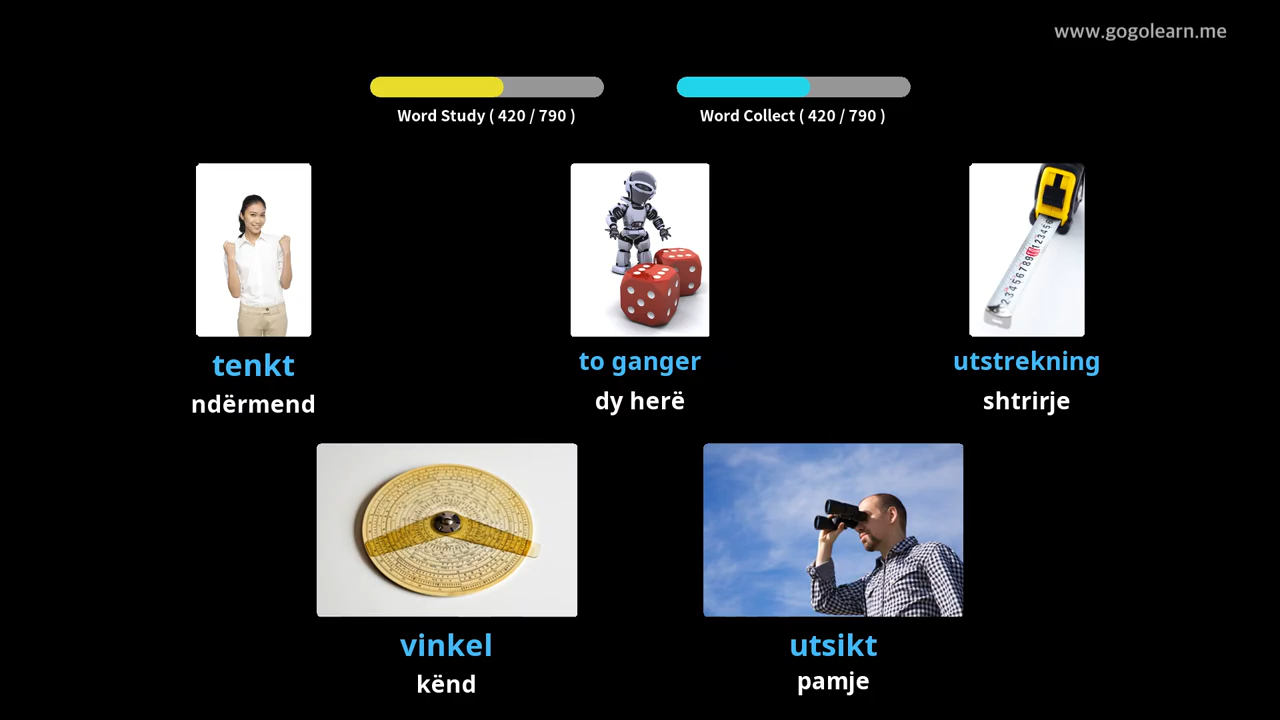 www.gogolearn.me
Word Study ( 420 / 790 )
Word Collect ( 420 / 790 )
tenkt
ndërmend
to ganger
dy herë
utstrekning
shtrirje
vinkel
kënd
utsikt
pamje